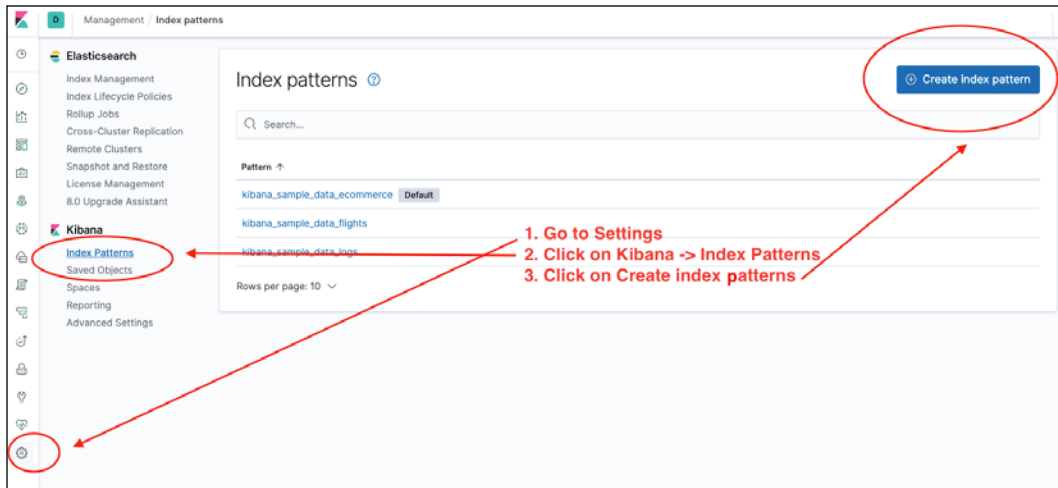 D Management / Index patterns
Elasticsearch
Index Management
Index Lifecycle Policies
Rollup Jobs
Cross-Cluster Replication
Remote Clusters
Snapshot and Restore
License Management
8.0 Upgrade Assistant
Kibana
Index Patterns
Saved Objects
Spaces
Reporting
Advanced Settings
Index patterns ?
Create index pattern
Search...
Pattern ↑
kibana_sample_data_ecommerce Default
kibana_sample_data_flights
kibana_sample_data_logs
Rows per page: 10
1. Go to Settings
2. Click on Kibana -> Index Patterns
3. Click on Create index patterns